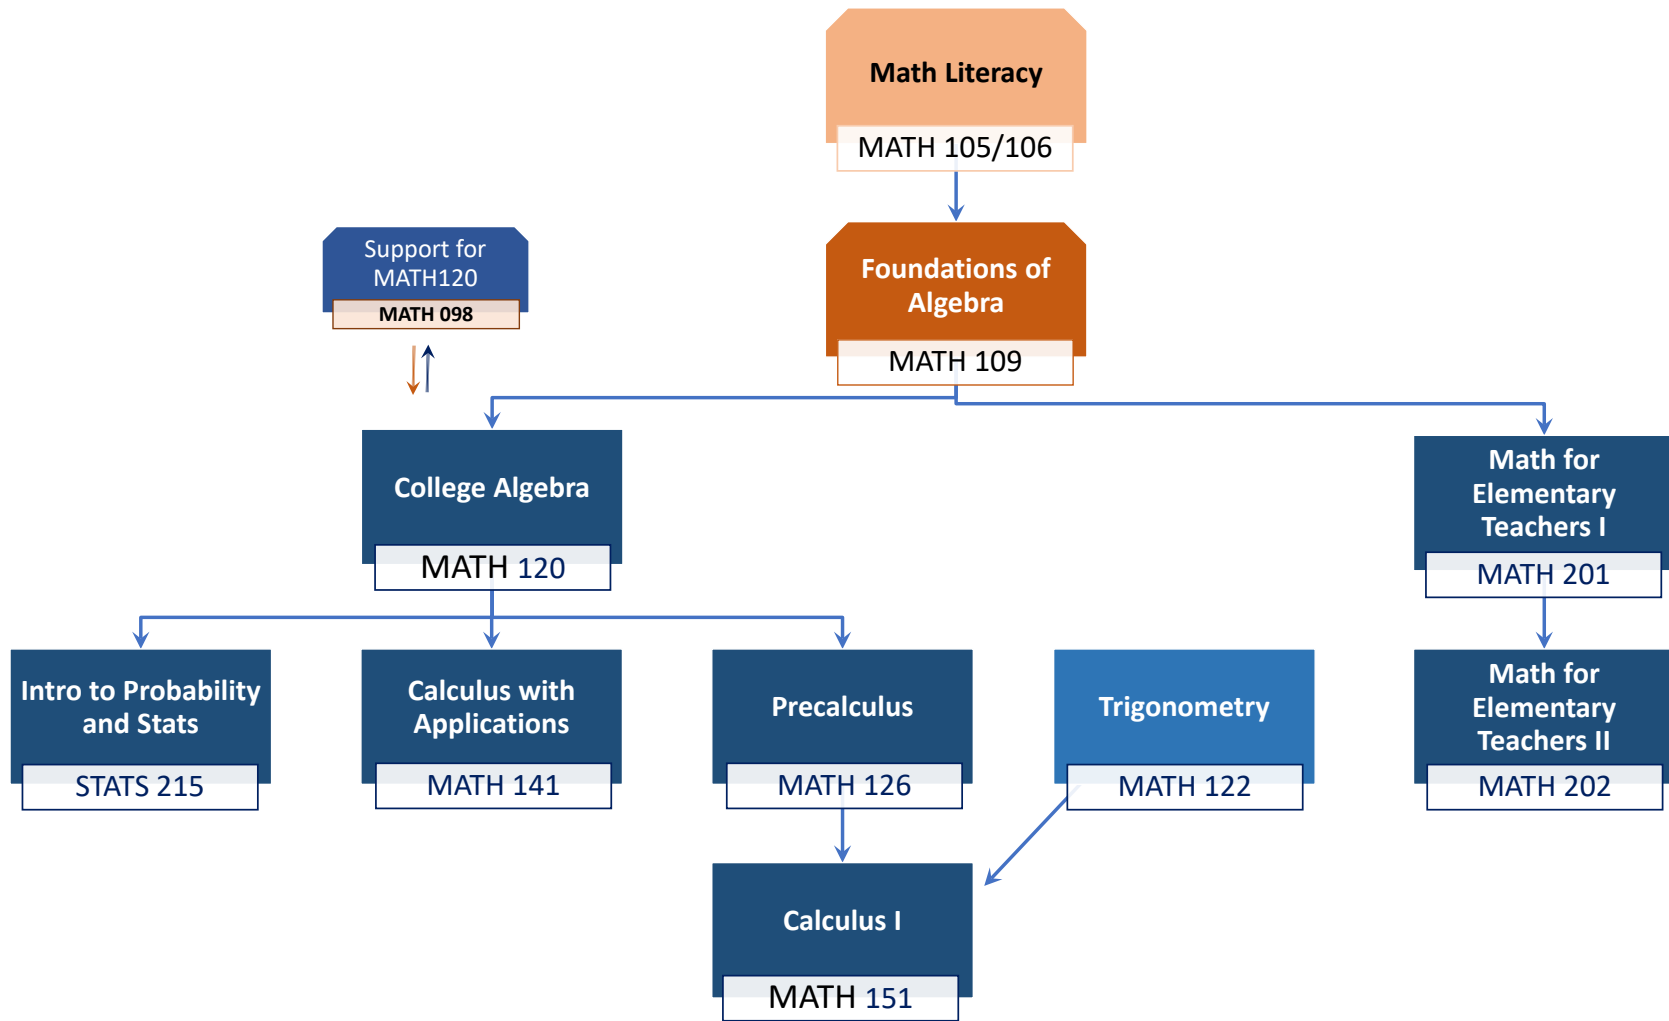 Math Literacy
MATH 105/106
Support for
MATH120
MATH 098
Foundations of
Algebra
MATH 109
College Algebra
MATH 120
Math for
Elementary
Teachers I
MATH 201
Intro to Probability
and Stats
STATS 215
Calculus with
Applications
MATH 141
Precalculus
MATH 126
Trigonometry
MATH 122
Math for
Elementary
Teachers II
MATH 202
Calculus I
MATH 151